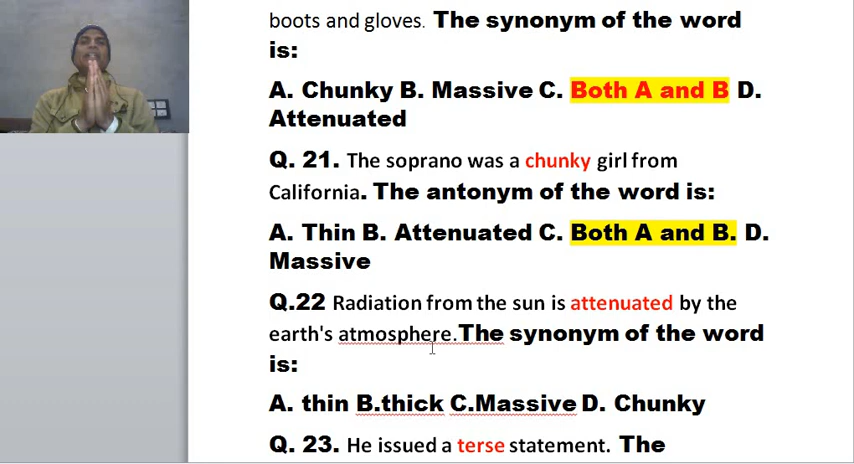 boots and gloves. The synonym of the word
is:
A. Chunky B. Massive C. Both A and B D.
Attenuated
Q. 21. The soprano was a chunky girl from
California. The antonym of the word is:
A. Thin B. Attenuated C. Both A and B. D.
Massive
Q.22 Radiation from the sun is attenuated by the
earth's atmosphere.The synonym of the word
is:
A. thin B.thick C.Massive D. Chunky
Q. 23. He issued a terse statement. The